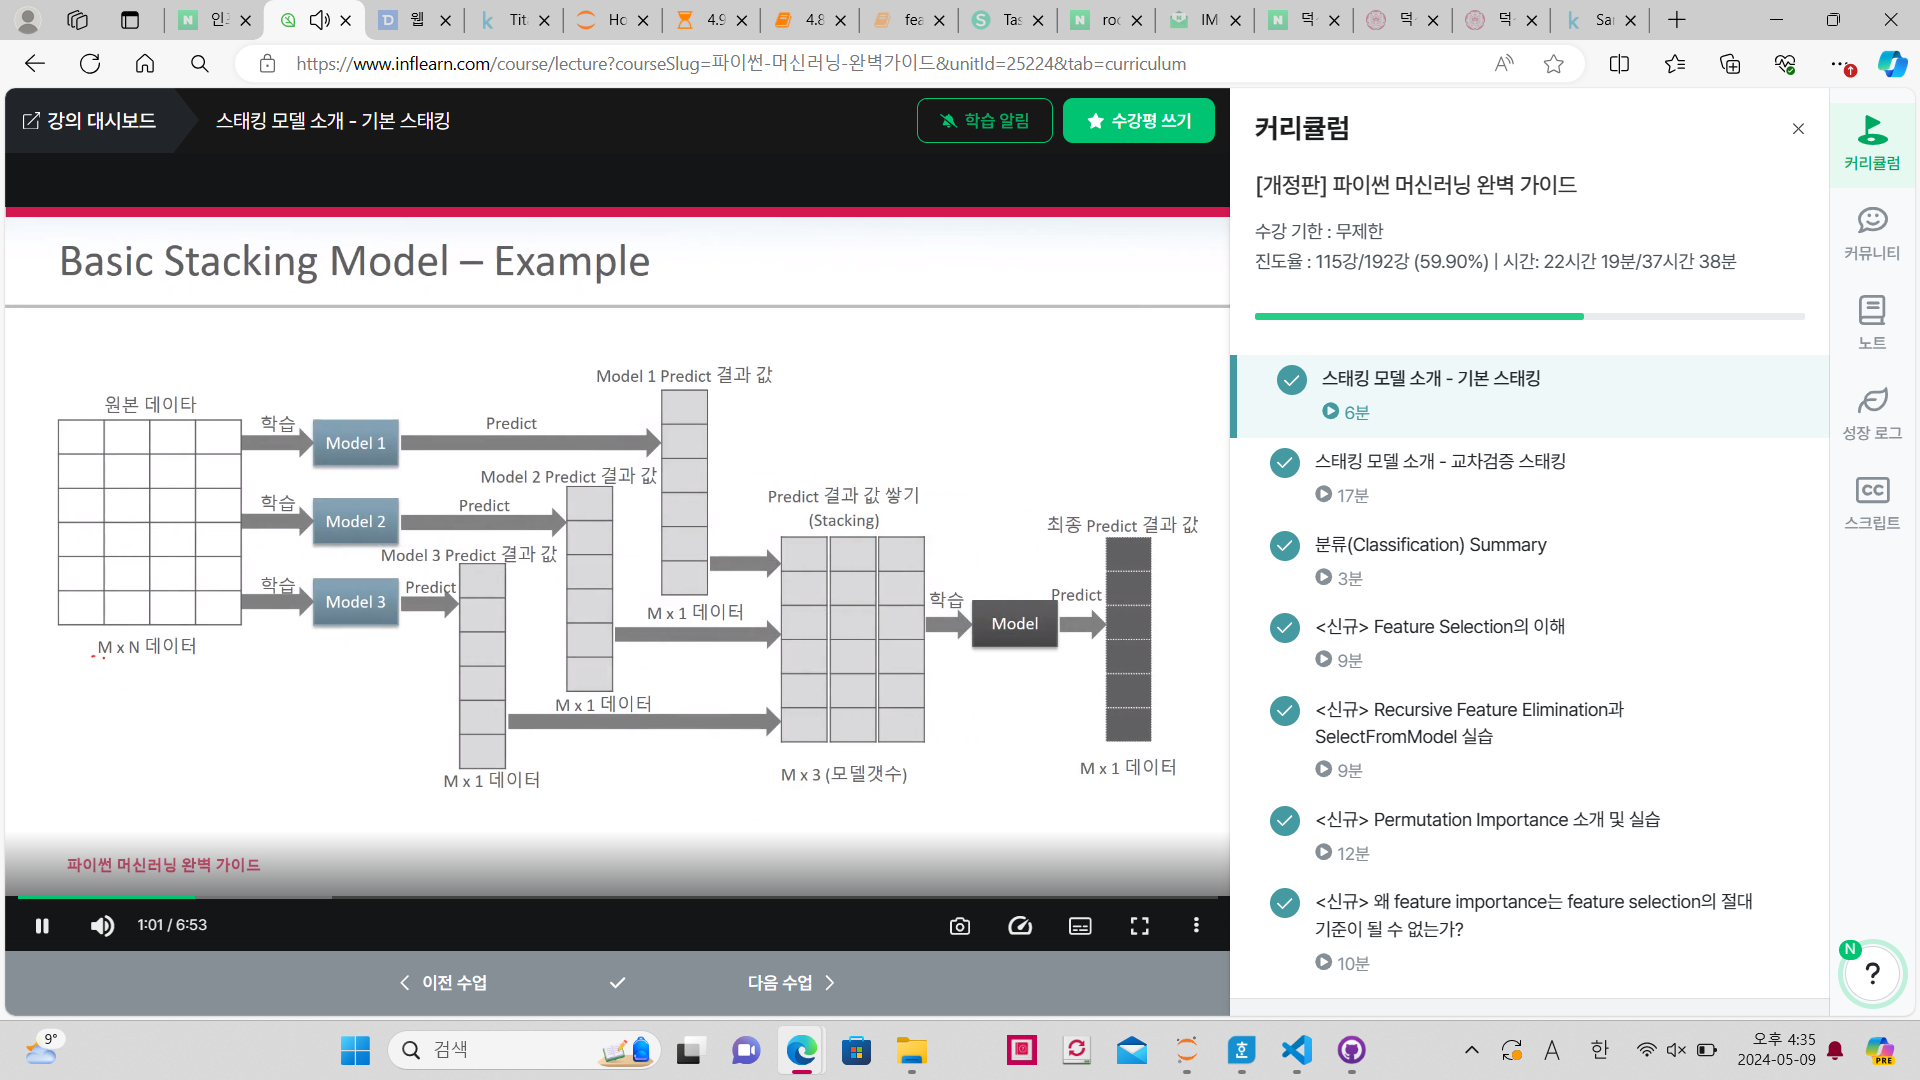 인프
웹
Tita
Ho
4.9
4.8
fea
Tas
roc
IM
덕
덕
덕
Sa
https://www.inflearn.com/course/lecture?courseSlug=파이썬-머신러닝-완벽가이드&unitId=25224&tab=curriculum
강의 대시보드
스태킹 모델 소개 - 기본 스태킹
학습 알림
수강평 쓰기
Basic Stacking Model – Example
Model 1 Predict 결과 값
원본 데이타
학습
Model 1
Predict
Model 2 Predict 결과 값
Predict 결과 값 쌓기
(Stacking)
학습
Model 2
Predict
최종 Predict 결과 값
Model 3 Predict 결과 값
학습
Model 3
Predict
M x 1 데이터
학습
Model
Predict
M x N 데이터
M x 1 데이터
M x 1 데이터
M x 3 (모델갯수)
M x 1 데이터
파이썬 머신러닝 완벽 가이드
1:01 / 6:53
이전 수업
다음 수업
커리큘럼
[개정판] 파이썬 머신러닝 완벽 가이드
수강 기한 : 무제한
진도율 : 115강/192강 (59.90%) | 시간: 22시간 19분/37시간 38분
스태킹 모델 소개 - 기본 스태킹
6분
스태킹 모델 소개 - 교차검증 스태킹
17분
분류(Classification) Summary
3분
<신규> Feature Selection의 이해
9분
<신규> Recursive Feature Elimination과
SelectFromModel 실습
9분
<신규> Permutation Importance 소개 및 실습
12분
<신규> 왜 feature importance는 feature selection의 절대
기준이 될 수 없는가?
10분
커리큘럼
커뮤니티
노트
성장 로그
CC
스크립트
N
?
9°
검색
A
한
오후 4:35
2024-05-09
PRE